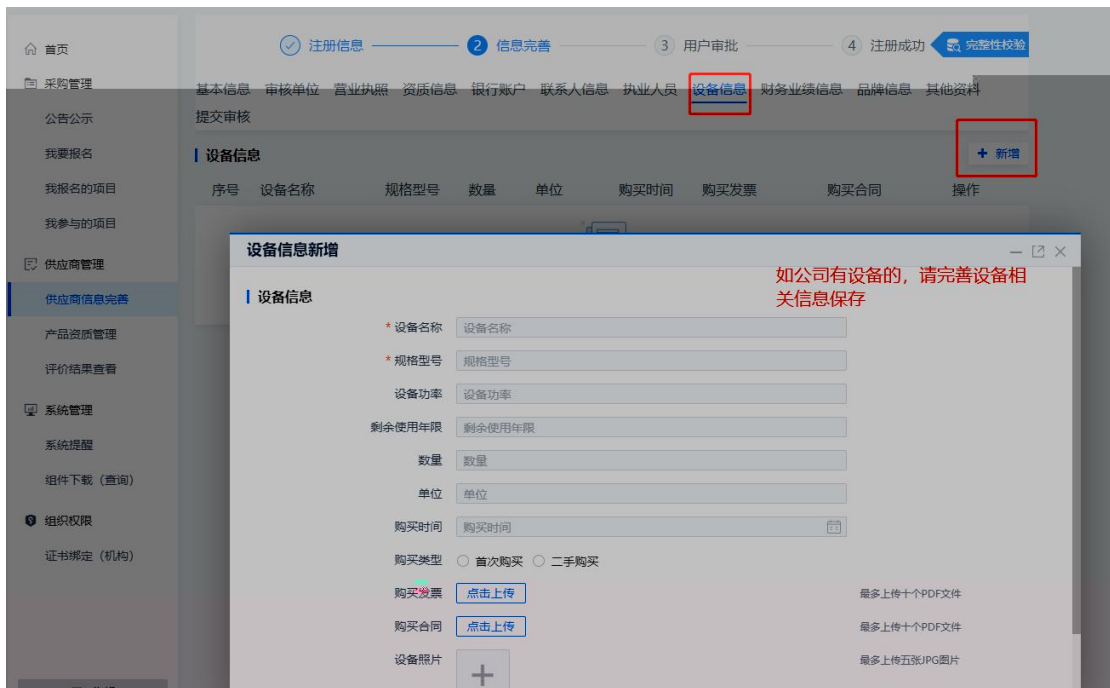 首页
采购管理
公告公示
我要报名
我报名的项目
我参与的项目
供应商管理
供应商信息完善
产品资质管理
评价结果查看
系统管理
系统提醒
组件下载（查询）
组织权限
证书绑定（机构）
注册信息 2 信息完善 3 用户审批 4 注册成功 完整性校验
基本信息 审核单位 营业执照 资质信息 银行账户 联系人信息 执业人员 设备信息 财务业绩信息 品牌信息 其他资料
提交审核
设备信息 + 新增
序号 设备名称 规格型号 数量 单位 购买时间 购买发票 购买合同 操作
设备信息新增
如公司有设备的，请完善设备相
关信息保存
设备信息
* 设备名称 设备名称
* 规格型号 规格型号
设备功率 设备功率
剩余使用年限 剩余使用年限
数量 数量
单位 单位
购买时间 购买时间
购买类型 首次购买 二手购买
购买发票 点击上传 最多上传十个PDF文件
购买合同 点击上传 最多上传十个PDF文件
设备照片 最多上传五张JPG图片